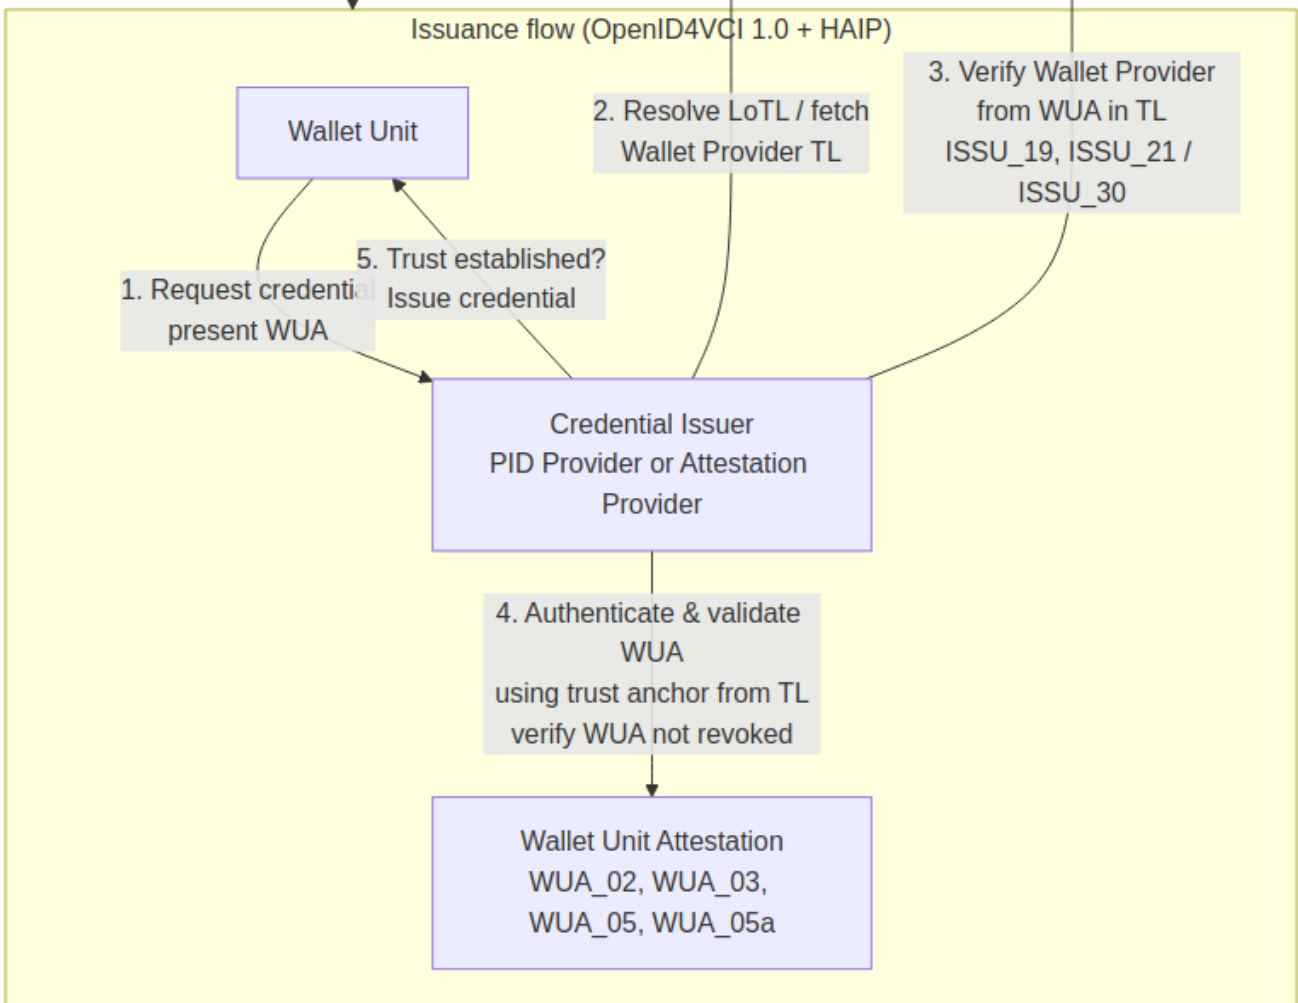 Issuance flow (OpenID4VCI 1.0 + HAIP)
Wallet Unit
2. Resolve LoTL / fetch
Wallet Provider TL
3. Verify Wallet Provider
from WUA in TL
ISSU_19, ISSU_21 /
ISSU_30
1. Request credential
present WUA
5. Trust established?
Issue credential
Credential Issuer
PID Provider or Attestation
Provider
4. Authenticate & validate
WUA
using trust anchor from TL
verify WUA not revoked
Wallet Unit Attestation
WUA_02, WUA_03,
WUA_05, WUA_05a